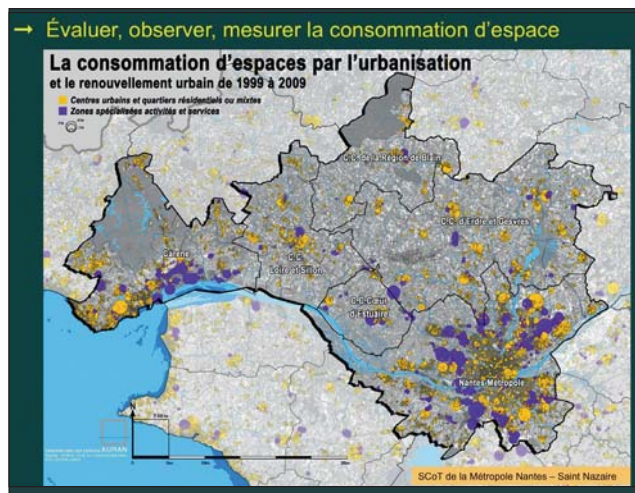 → Évaluer, observer, mesurer la consommation d'espace
La consommation d'espaces par l'urbanisation
et le renouvellement urbain de 1999 à 2009
Centres urbains et quartiers résidentiels ou mixtes
Zones spécialisées activités et services
C.C. de la Région de Blain
C.C. d'Erdre et Gesvres
Carène
C.C.
Loire et Sillon
C.C. Cœur
d'Estuaire
Nantes-Métropole
N
AURAN
SCoT de la Métropole Nantes – Saint Nazaire